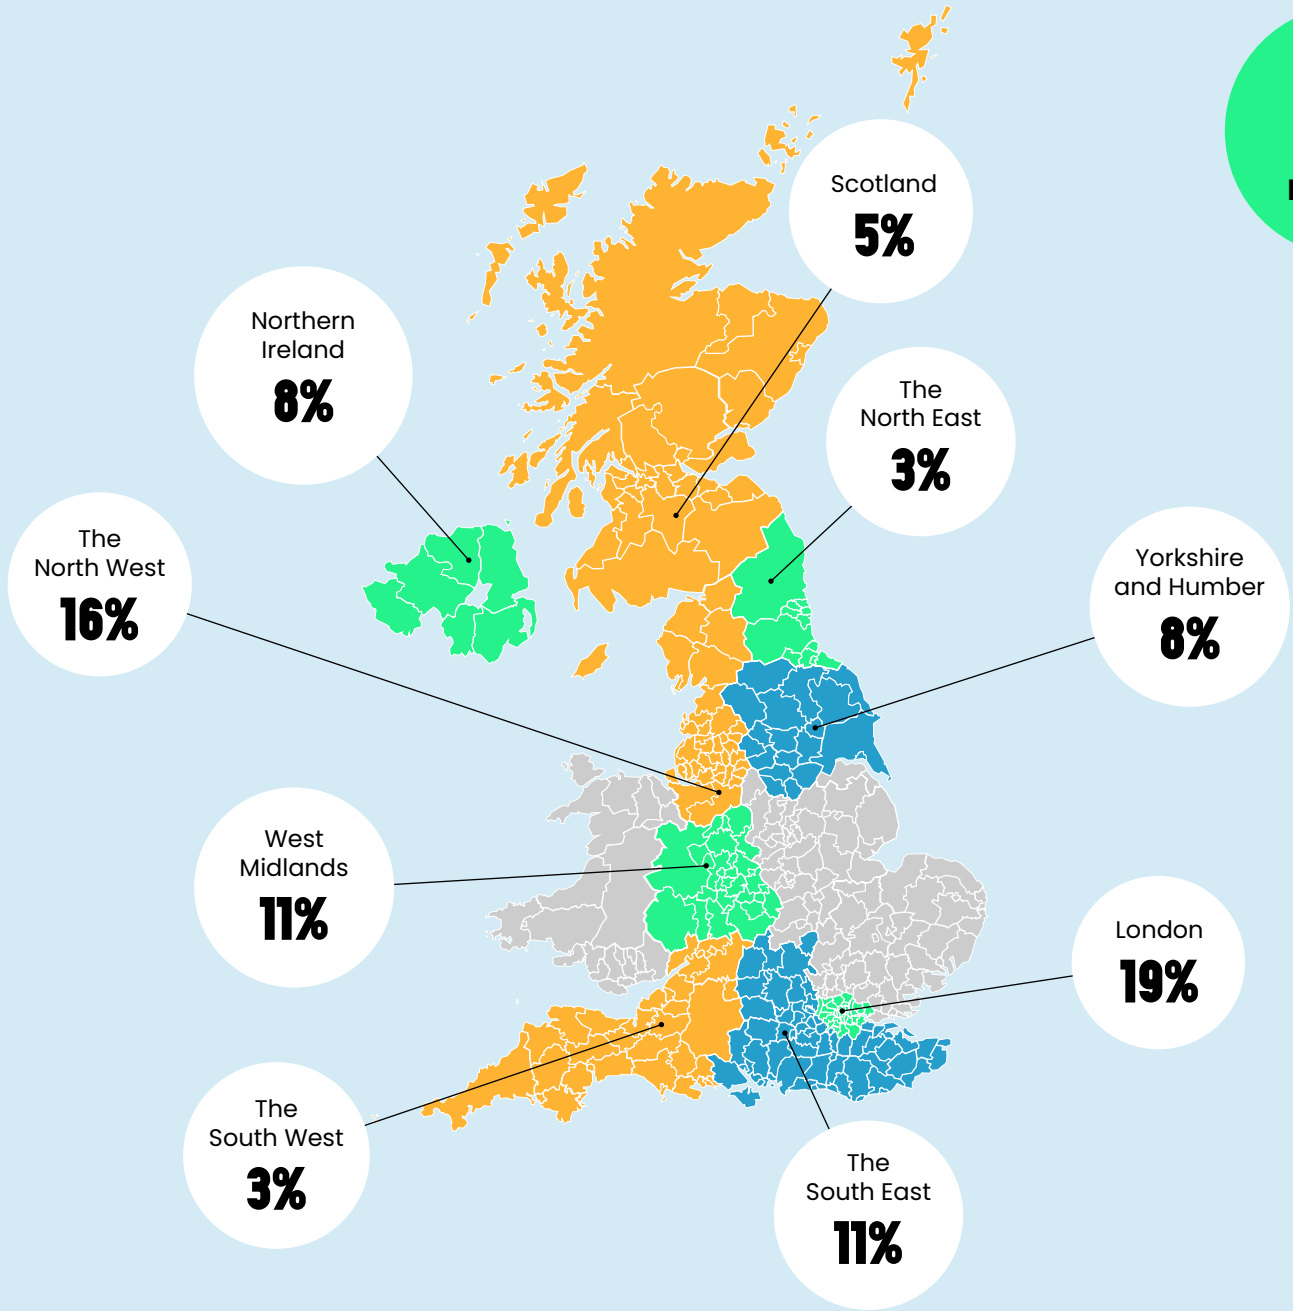 Scotland
5%
Northern
Ireland
8%
The
North East
3%
The
North West
16%
Yorkshire
and Humber
8%
West
Midlands
11%
London
19%
The
South West
3%
The
South East
11%